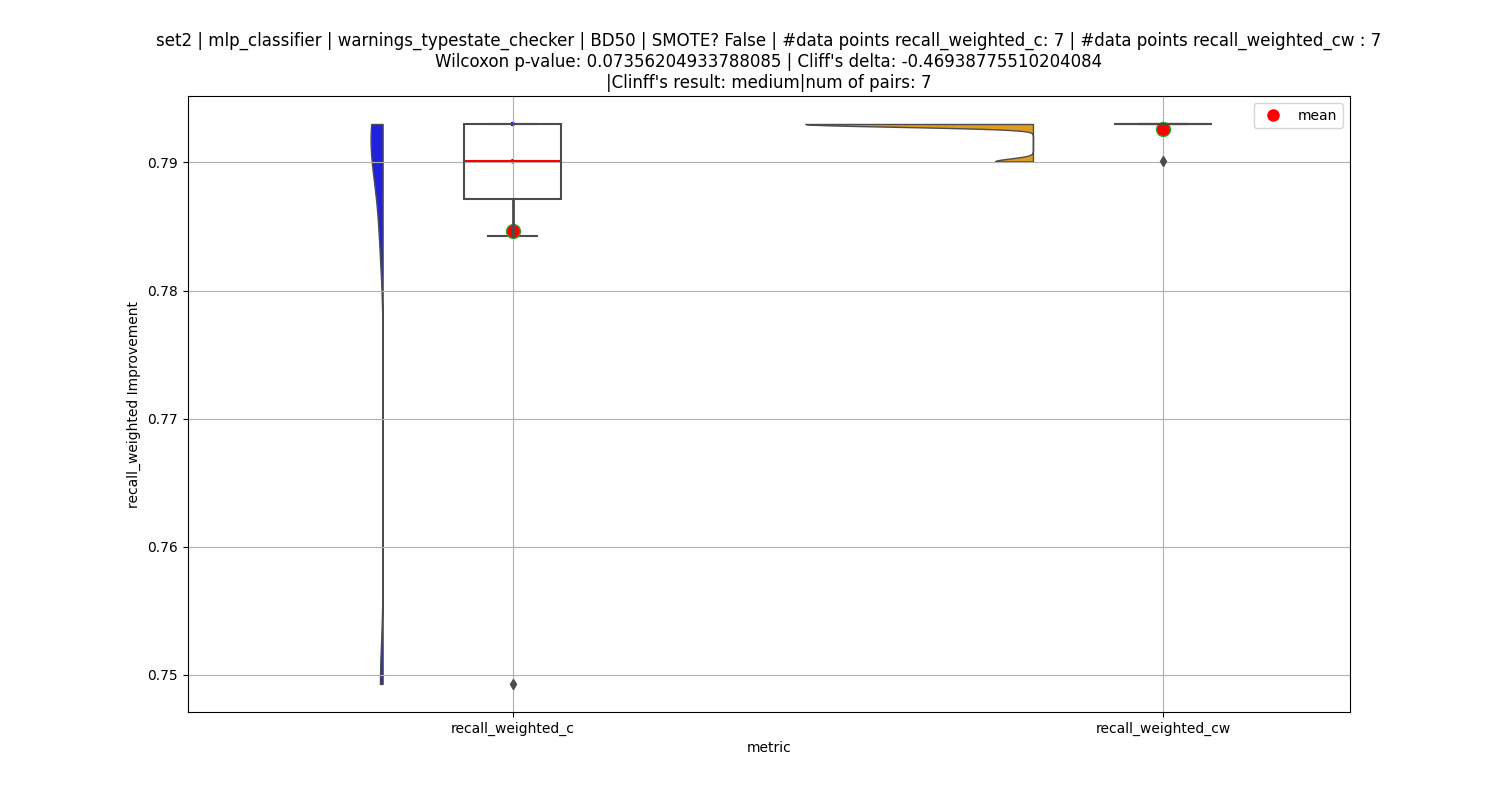 set2 | mlp_classifier | warnings_typestate_checker | BD50 | SMOTE? False | #data points recall_weighted_c: 7 | #data points recall_weighted_cw : 7
Wilcoxon p-value: 0.07356204933788085 | Cliff's delta: -0.46938775510204084
|Clinff's result: medium|num of pairs: 7
mean
0.79
0.78
0.77
0.76
0.75
recall_weighted Improvement
recall_weighted_c
recall_weighted_cw
metric